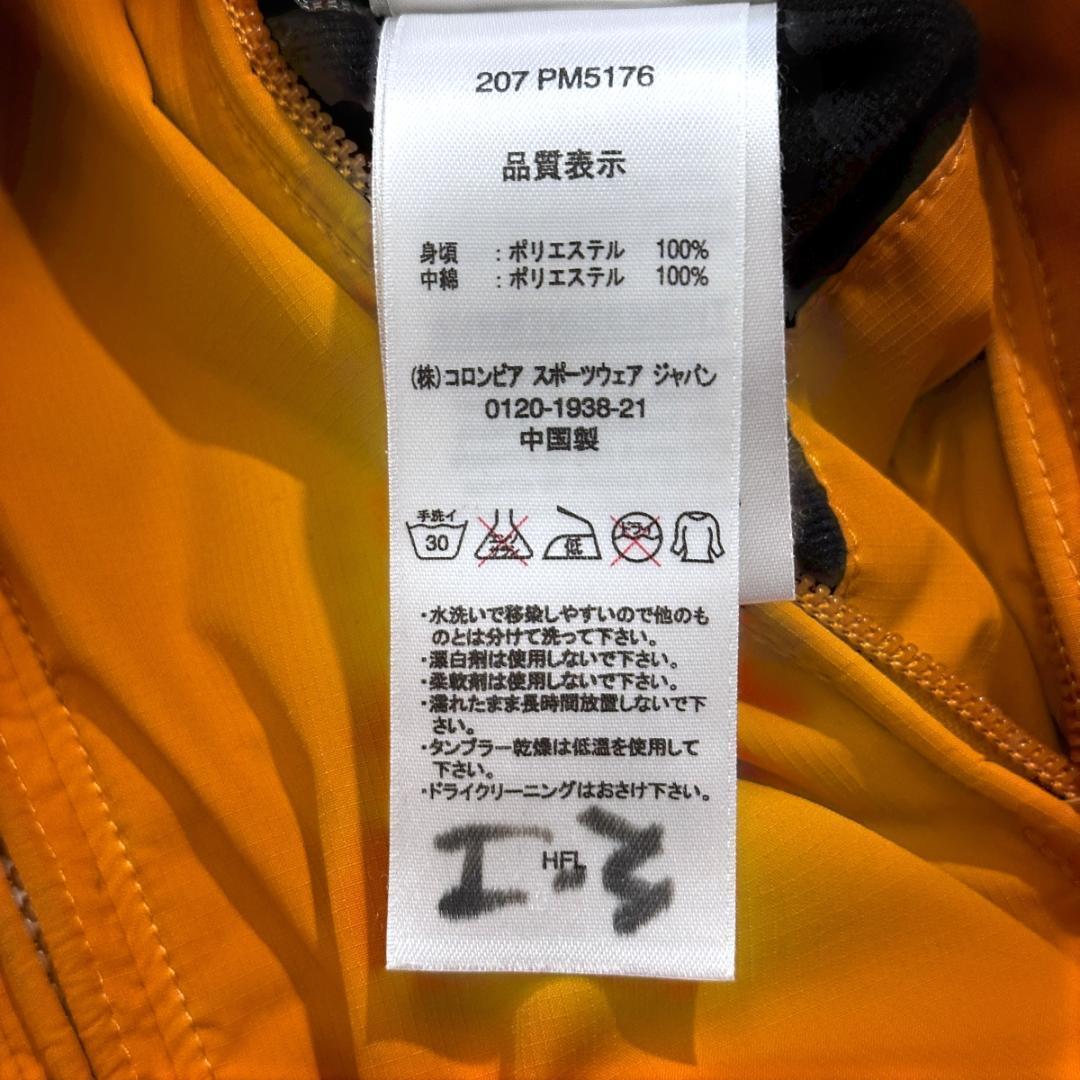 207 PM5176
品質表示
身頃 : ポリエステル 100%
中綿 : ポリエステル 100%
(株)コロンビア スポーツウェア ジャパン
0120-1938-21
中国製
手洗イ
30
エンソ
サラシ
低
ドライ
・水洗いで移染しやすいので他のも
のとは分けて洗って下さい。
・漂白剤は使用しないで下さい。
・柔軟剤は使用しないで下さい。
・濡れたまま長時間放置しないで下
さい。
・タンブラー乾燥は低温を使用して
下さい。
・ドライクリーニングはおさけ下さい。
HFL